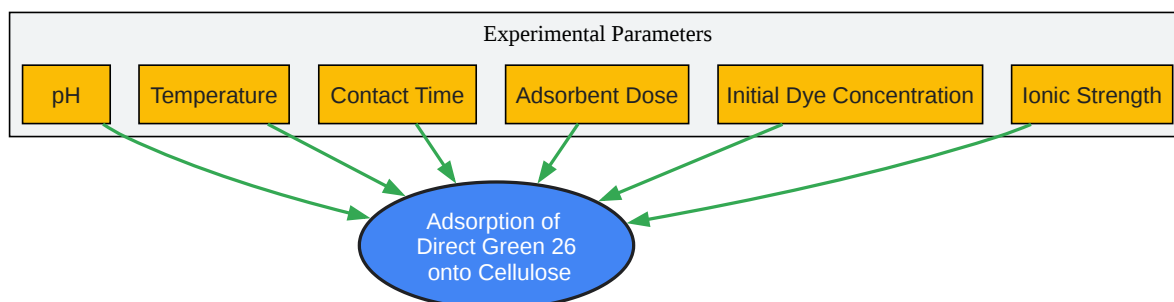 Experimental Parameters
pH
Temperature
Contact Time
Adsorbent Dose
Initial Dye Concentration
Ionic Strength
Adsorption of
Direct Green 26
onto Cellulose